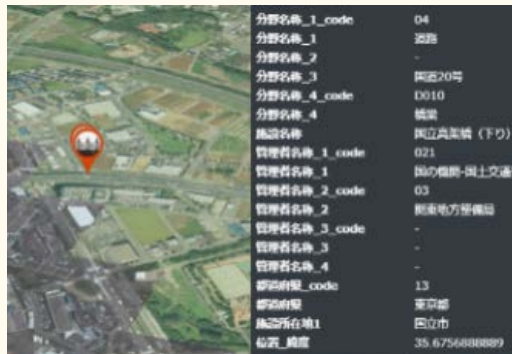 分野名称_1_code 04
分野名称_1 道路
分野名称_2 -
分野名称_3 国道20号
分野名称_4_code D010
分野名称_4 橋梁
施設名称 国立高架橋（下り）
管理者名称_1_code 021
管理者名称_1 国の機関-国土交通
管理者名称_2_code 03
管理者名称_2 関東地方整備局
管理者名称_3_code -
管理者名称_3 -
管理者名称_4 -
都道府県_code 13
都道府県 東京都
施設所在地1 国立市
位置_緯度 35.6756888889